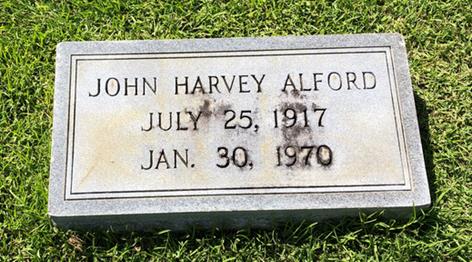 JOHN HARVEY ALFORD
JULY 25, 1917
JAN. 30, 1970